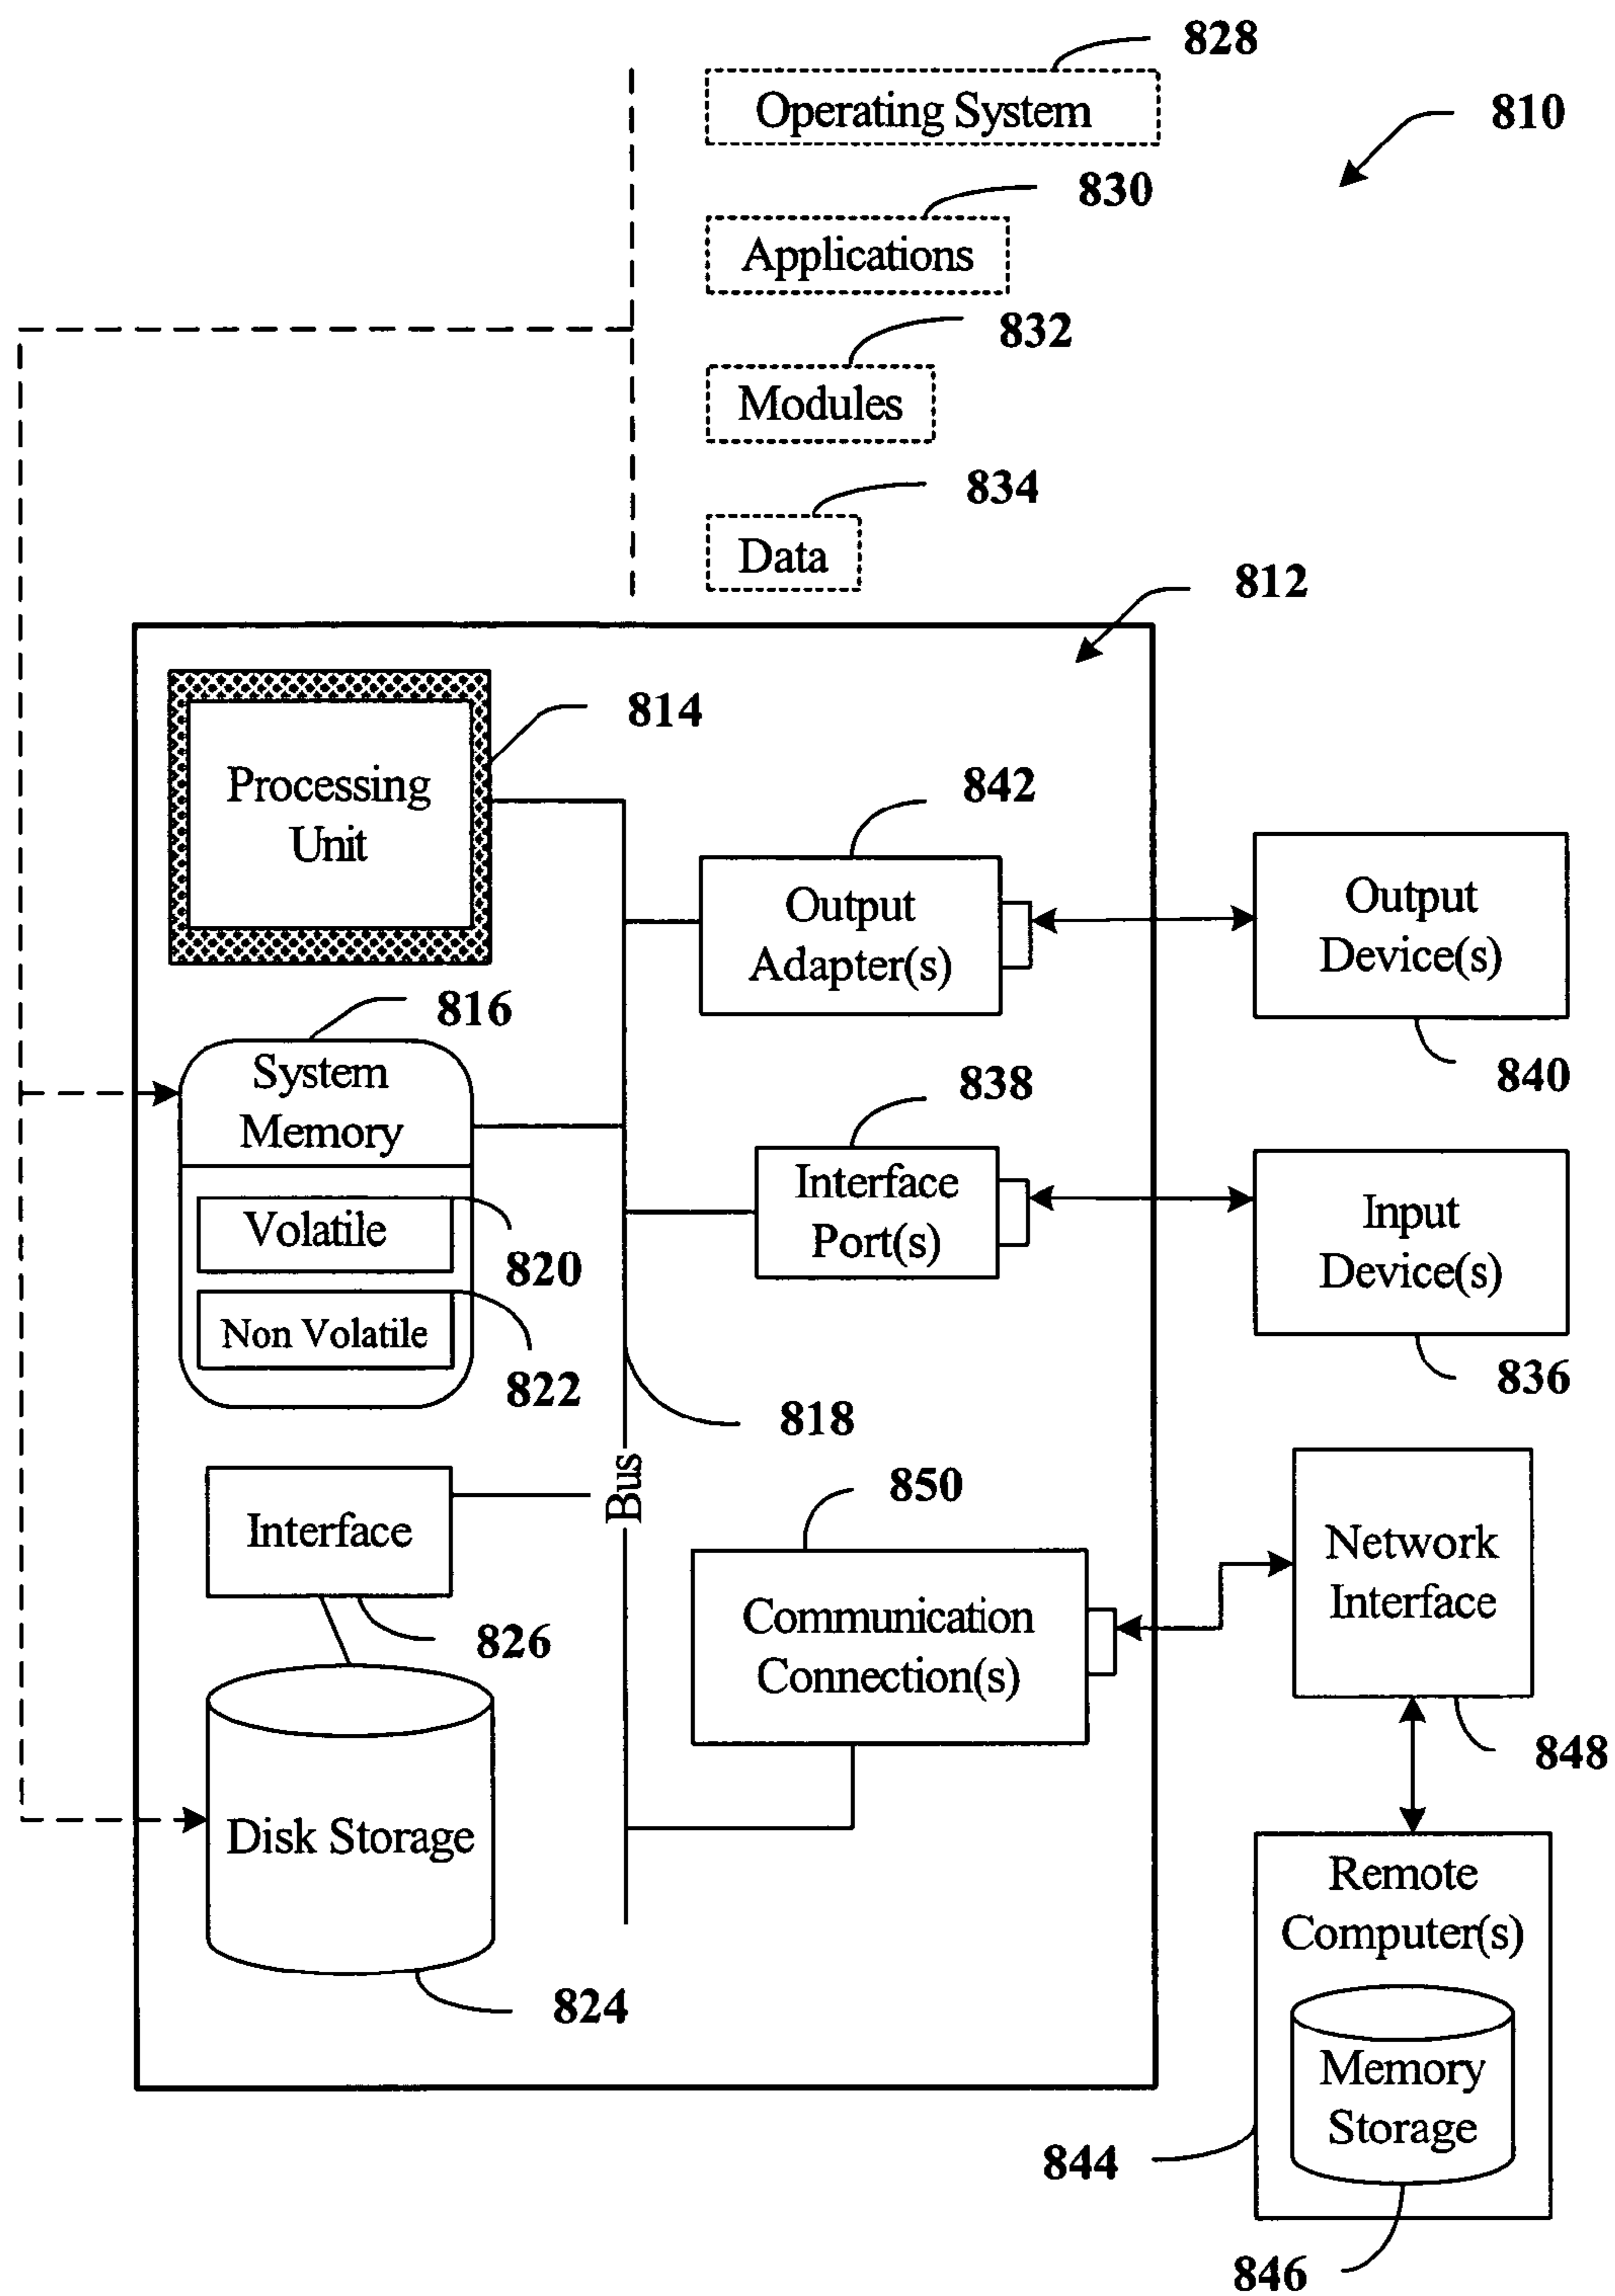 828
Operating System
810
830
Applications
832
Modules
834
Data
812
814
Processing
Unit
842
Output
Adapter(s)
Output
Device(s)
840
816
System
Memory
838
Interface
Port(s)
Input
Device(s)
836
Volatile
820
Non Volatile
822
818
Bus
850
Interface
826
Communication
Connection(s)
Network
Interface
848
Disk Storage
824
Remote
Computer(s)
Memory
Storage
844
846